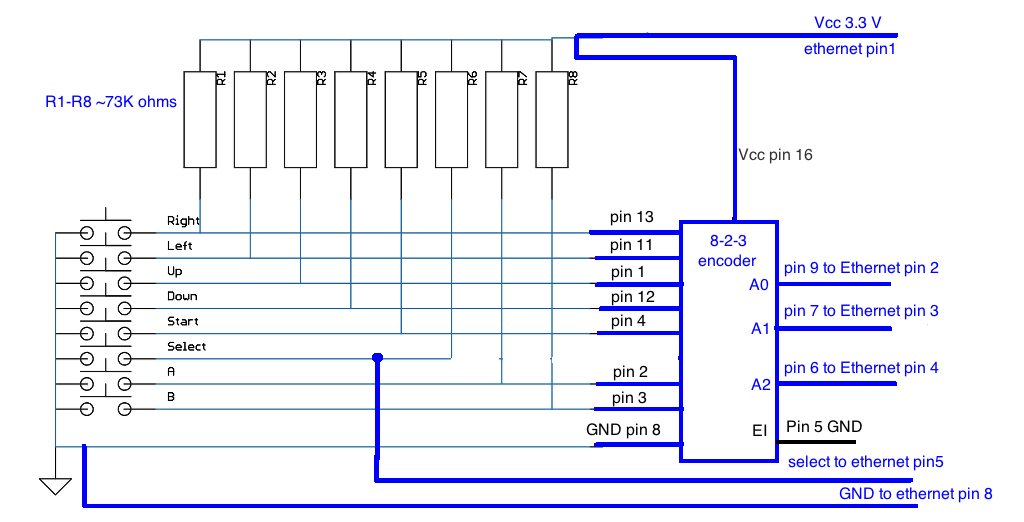 Vcc 3.3 V
ethernet pin1
R1
R2
R3
R4
R5
R6
R7
R8
R1-R8 ~73K ohms
Vcc pin 16
Right
pin 13
Left
pin 11
8-2-3
encoder
Up
pin 1
A0
pin 9 to Ethernet pin 2
Down
pin 12
Start
pin 4
A1
pin 7 to Ethernet pin 3
Select
A
pin 2
A2
pin 6 to Ethernet pin 4
B
pin 3
GND pin 8
EI
Pin 5 GND
select to ethernet pin5
GND to ethernet pin 8